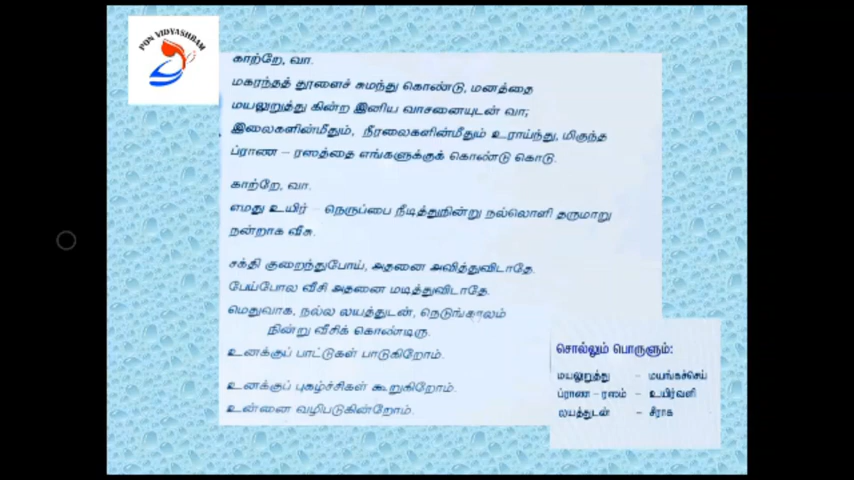 PON VIDYASHRAM
காற்றே, வா.
மகரந்தத் தூளைச் சுமந்து கொண்டு, மனத்தை
மயலுறுத்து கின்ற இனிய வாசனையுடன் வா;
இலைகளின்மீதும், நீரலைகளின்மீதும் உராய்ந்து, மிகுந்த
ப்ராண – ரஸத்தை எங்களுக்குக் கொண்டு கொடு.
காற்றே, வா.
எமது உயிர் – நெருப்பை நீடித்துநின்று நல்லொளி தருமாறு
நன்றாக வீசு.
சக்தி குறைந்துபோய், அதனை அவித்துவிடாதே.
பேய்போல வீசி அதனை மடித்துவிடாதே.
மெதுவாக, நல்ல லயத்துடன், நெடுங்காலம்
நின்று வீசிக் கொண்டிரு.
உனக்குப் பாட்டுகள் பாடுகிறோம்.
உனக்குப் புகழ்ச்சிகள் கூறுகிறோம்.
உன்னை வழிபடுகின்றோம்.
சொல்லும் பொருளும்:
மயலுறுத்து – மயங்கச்செய்
ப்ராண – ரஸம் – உயிர்வளி
லயத்துடன் – சீராக